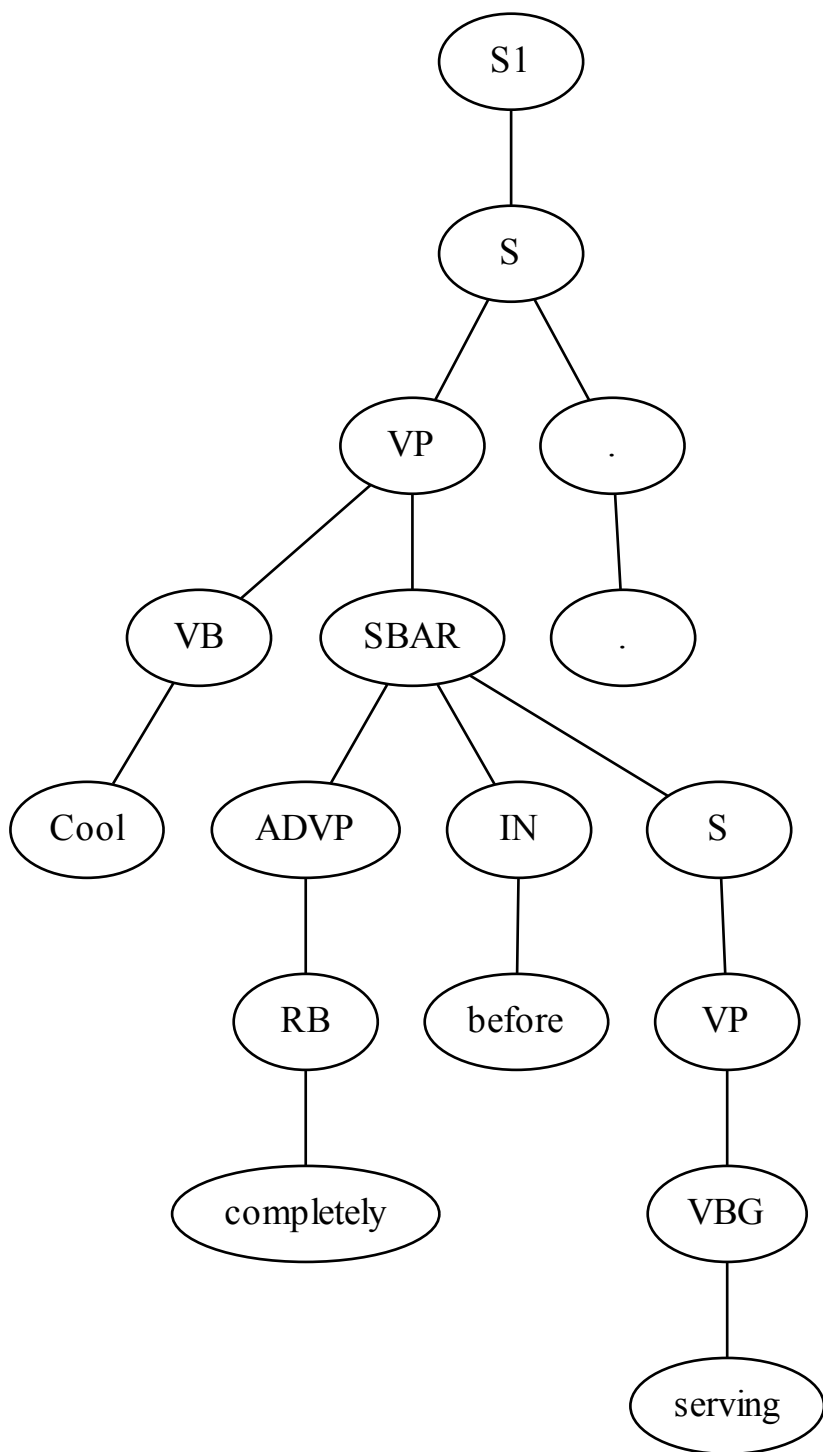 S1
S
VP .
VB SBAR .
Cool ADVP IN S
RB before VP
completely VBG
serving